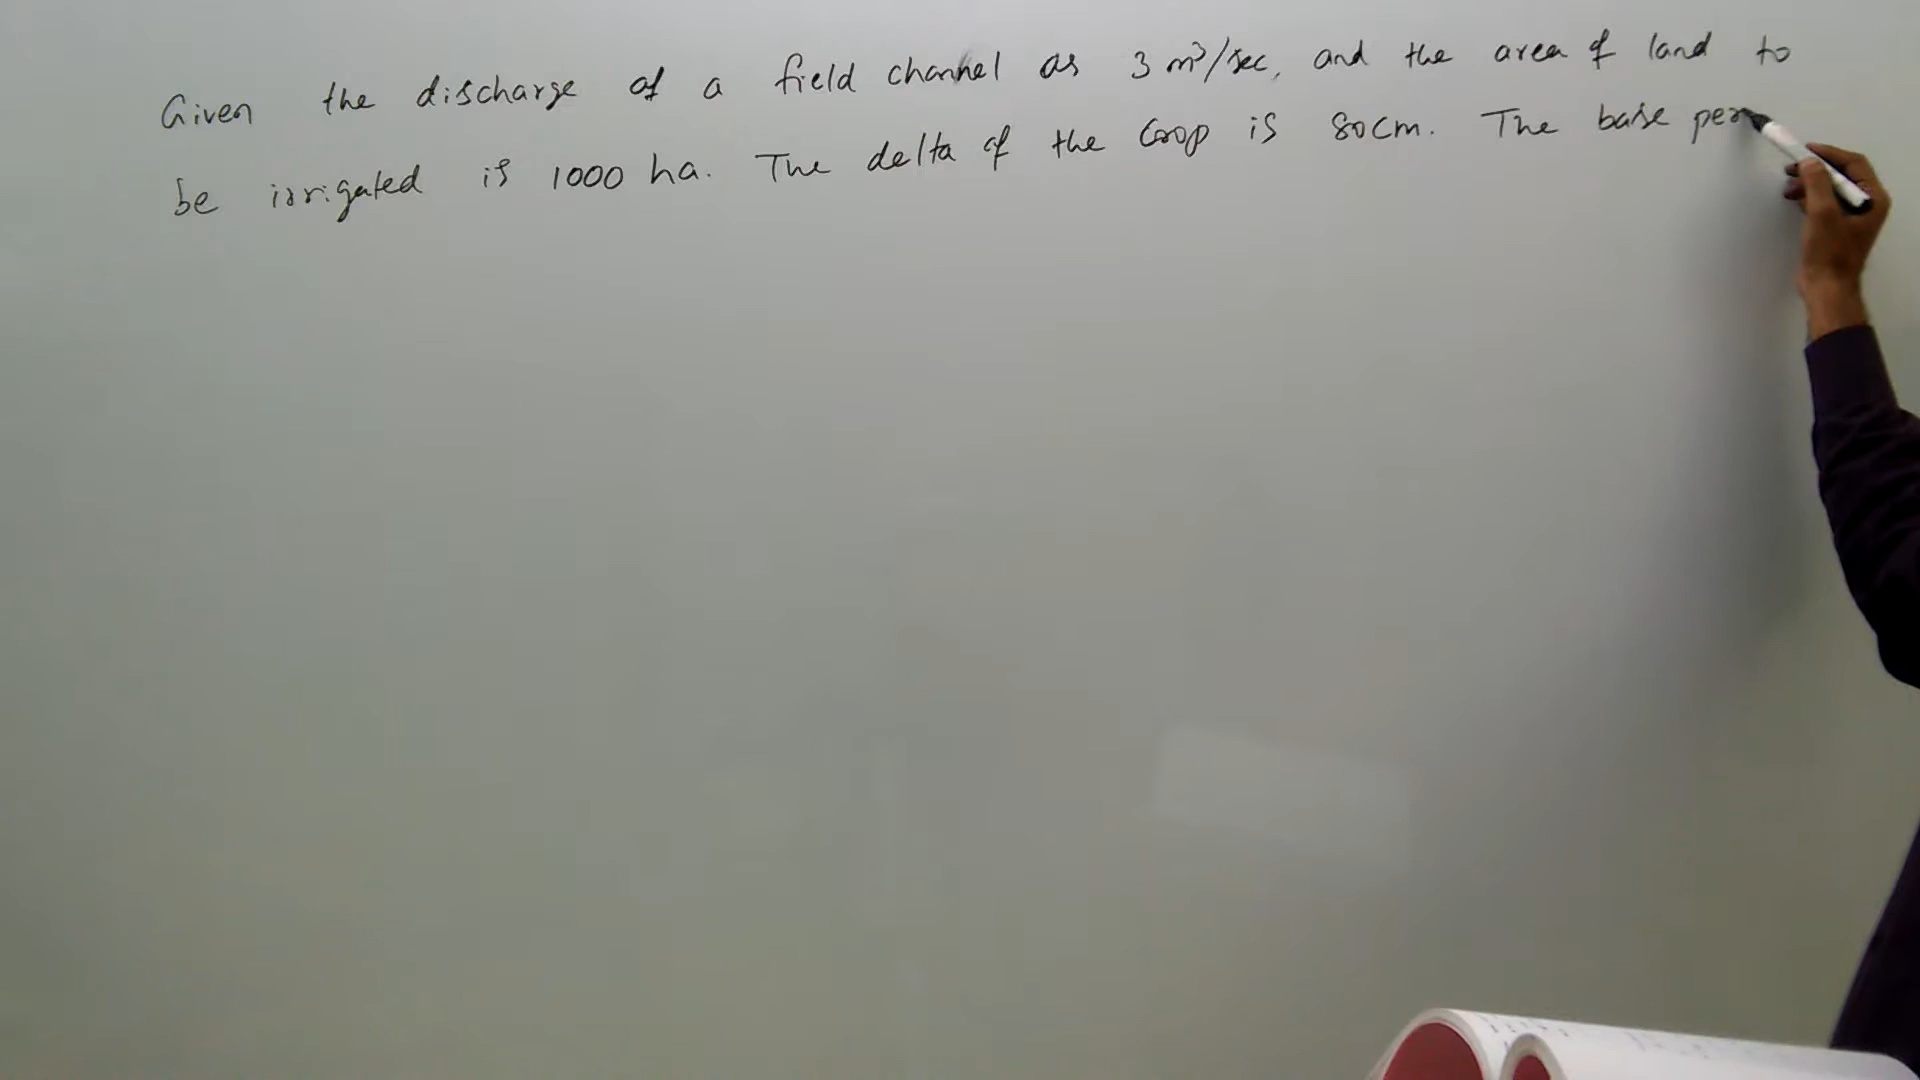 Given the discharge of a field channel as 3 m³/sec, and the area of land to
be irrigated is 1000 ha. The delta of the crop is 80cm. The base per